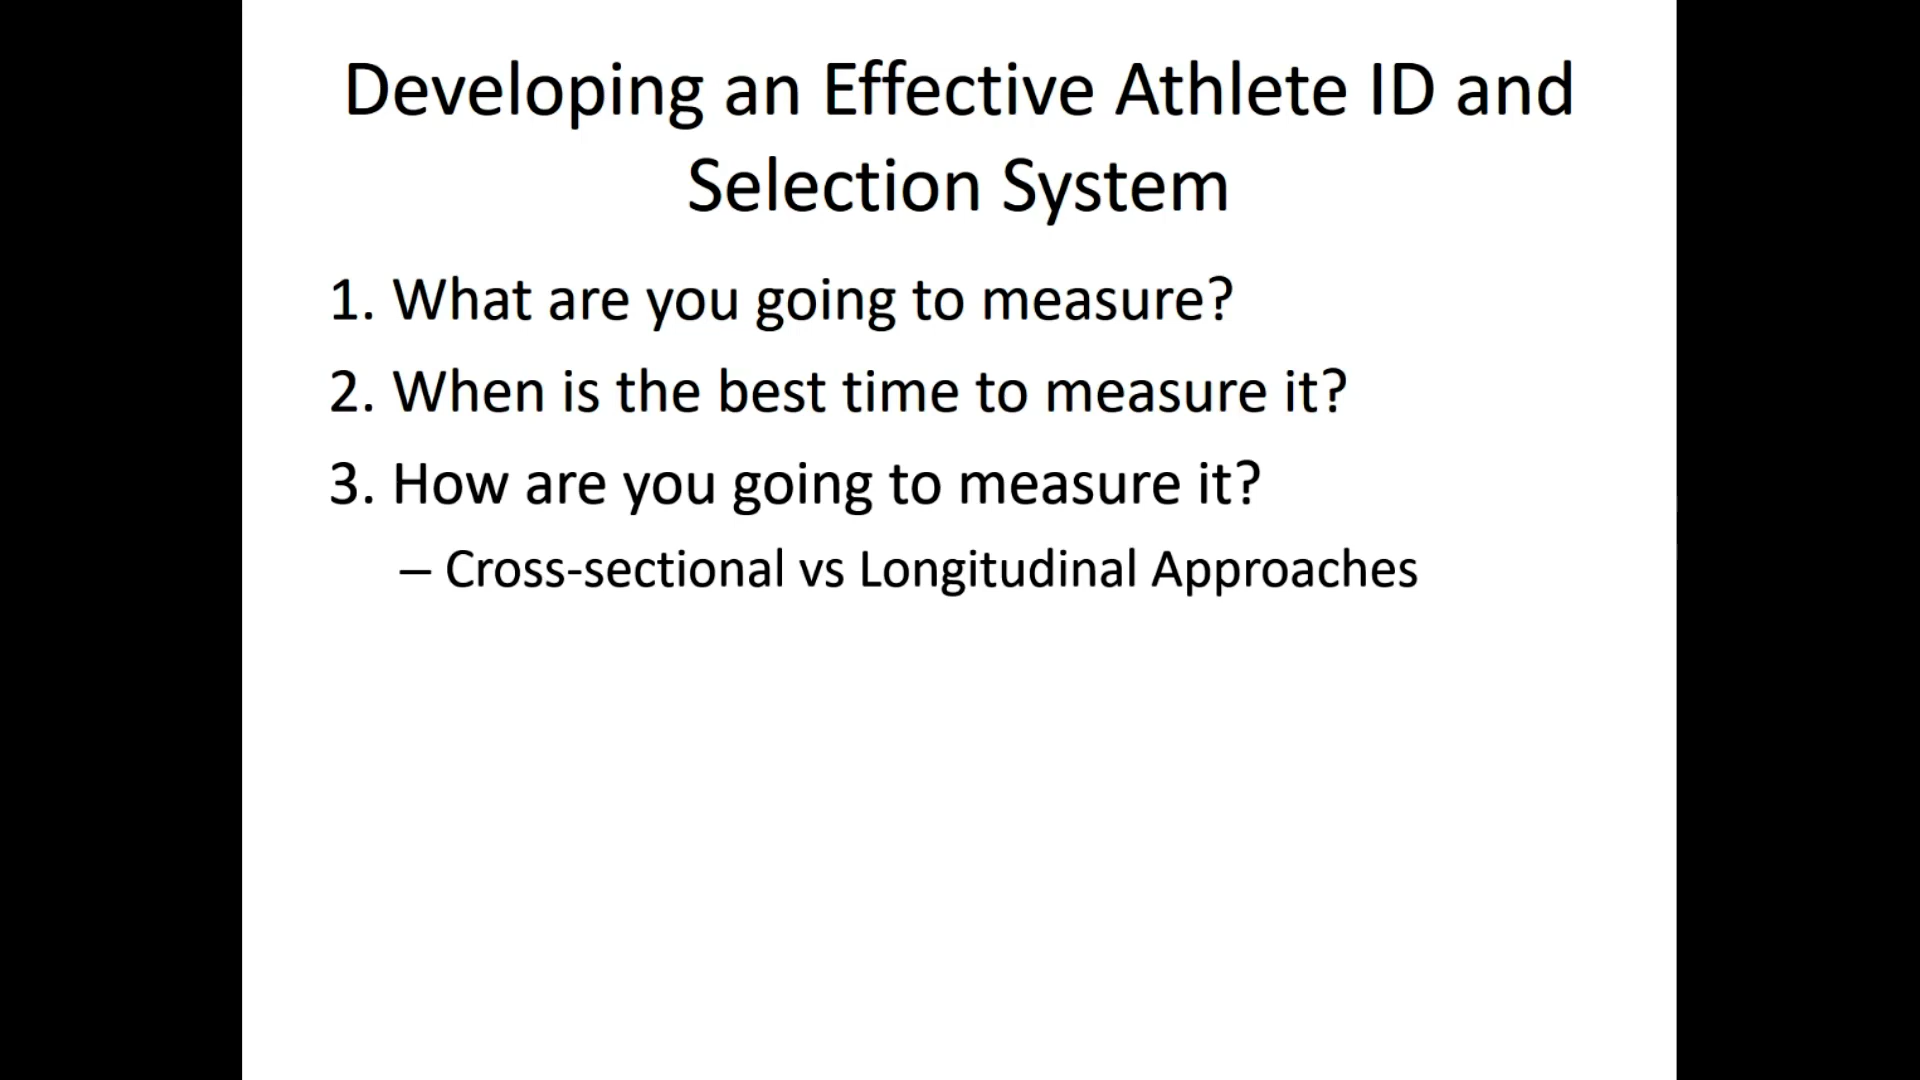 Developing an Effective Athlete ID and
Selection System
1. What are you going to measure?
2. When is the best time to measure it?
3. How are you going to measure it?
– Cross-sectional vs Longitudinal Approaches